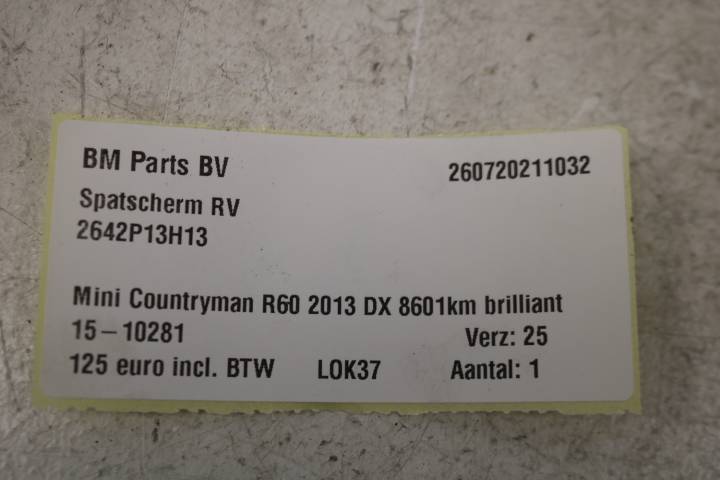 BM Parts BV 260720211032
Spatscherm RV
2642P13H13
Mini Countryman R60 2013 DX 8601km brilliant
15-10281 Verz: 25
125 euro incl. BTW LOK37 Aantal: 1